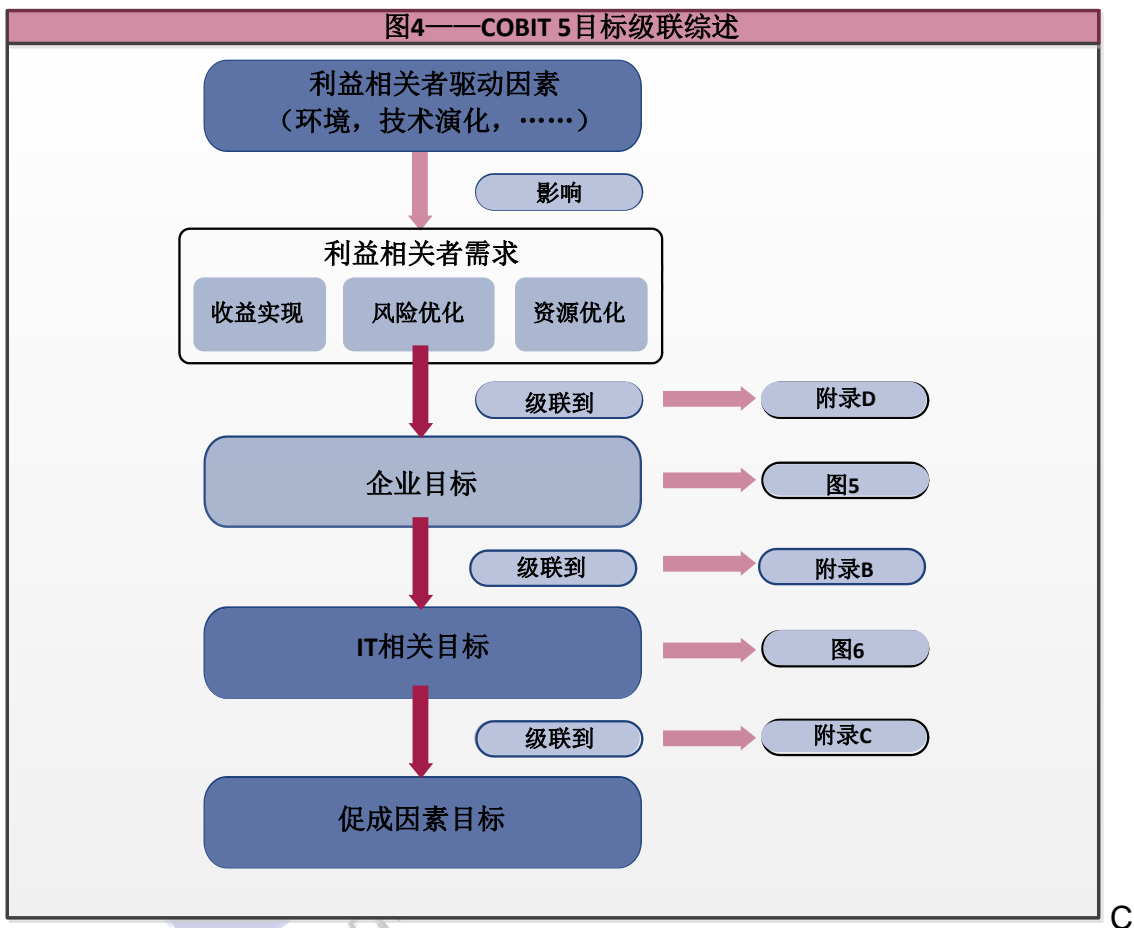 图4——COBIT 5目标级联综述
利益相关者驱动因素
（环境，技术演化，……）
影响
利益相关者需求
收益实现
风险优化
资源优化
级联到
附录D
企业目标
图5
级联到
附录B
IT相关目标
图6
级联到
附录C
促成因素目标
C